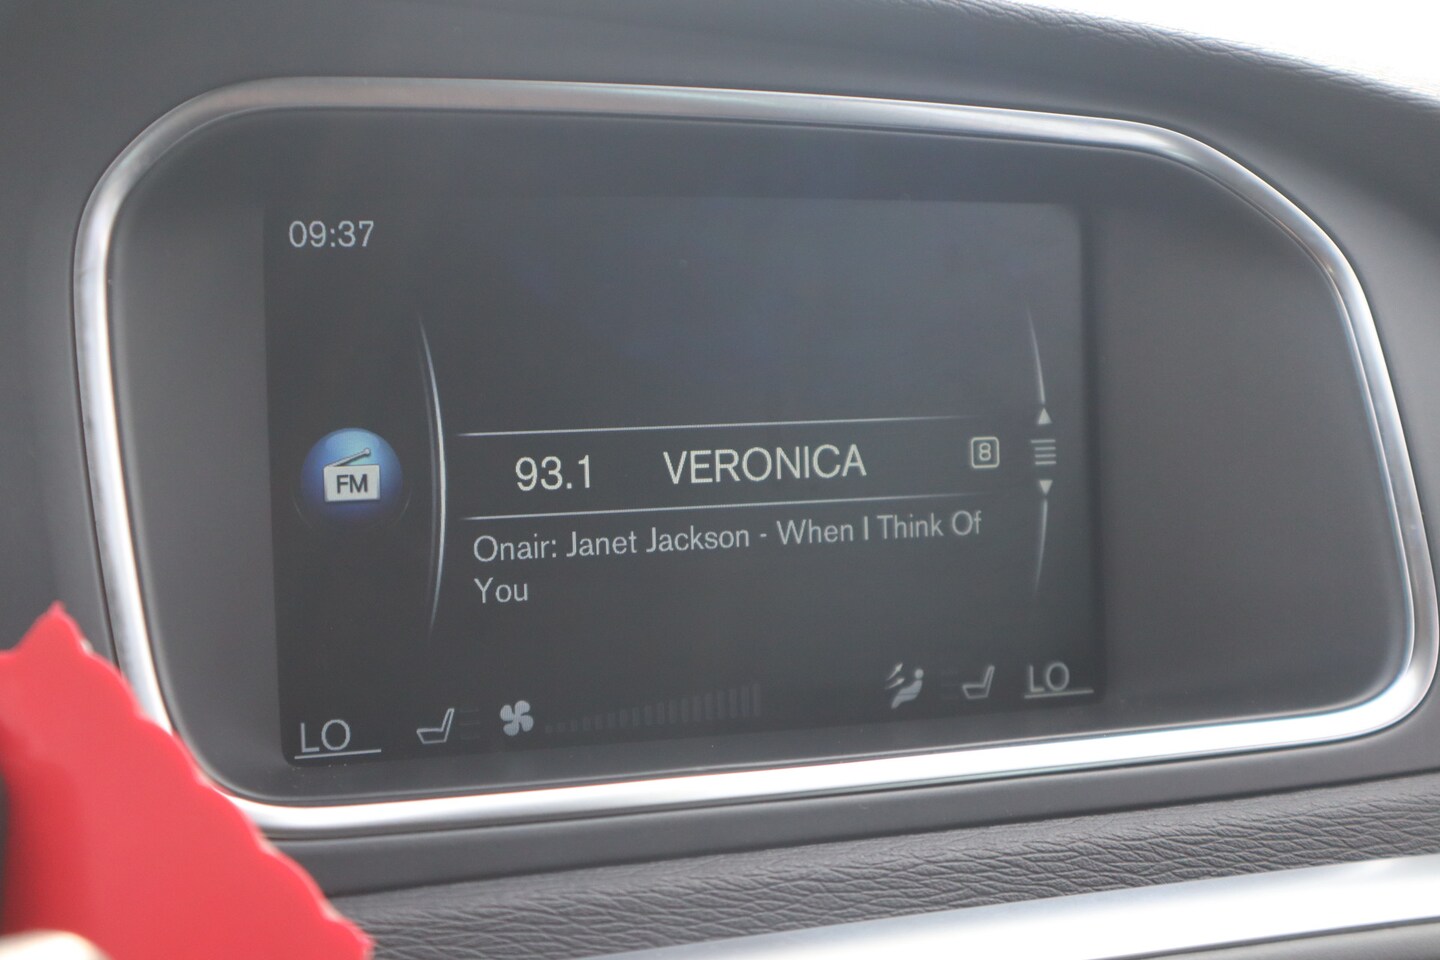 09:37
FM
93.1 VERONICA 8
Onair: Janet Jackson - When I Think Of
You
LO LO